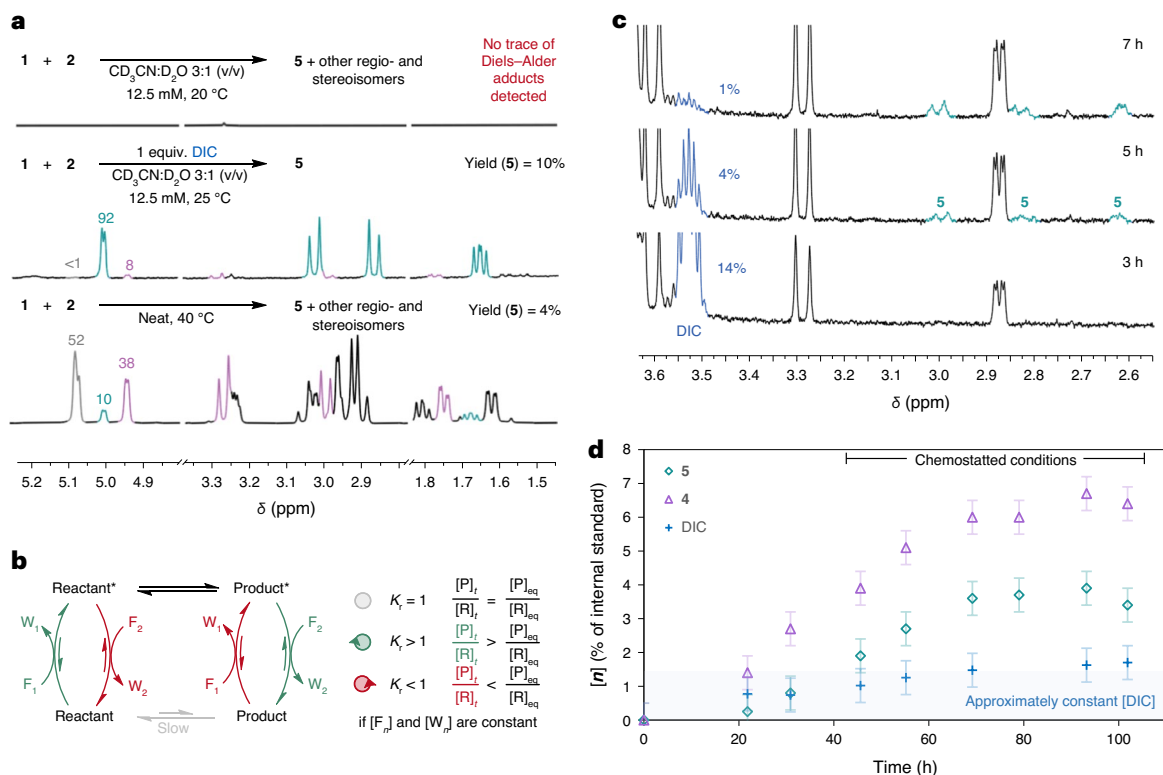 a
1 + 2
CD3CN:D2O 3:1 (v/v)
12.5 mM, 20 °C
5 + other regio- and
stereoisomers
No trace of
Diels–Alder
adducts
detected
1 + 2
1 equiv. DIC
CD3CN:D2O 3:1 (v/v)
12.5 mM, 25 °C
5
Yield (5) = 10%
<1
92
8
1 + 2
Neat, 40 °C
5 + other regio- and
stereoisomers
Yield (5) = 4%
52
10
38
5.2 5.1 5.0 4.9 3.3 3.2 3.1 3.0 2.9 1.8 1.7 1.6 1.5
δ (ppm)
b
Reactant* Product*
W1 F2 W1 F2
F1 W2 F1 W2
Reactant Product
Slow
Kr = 1 [P]t/[R]t = [P]eq/[R]eq
Kr > 1 [P]t/[R]t > [P]eq/[R]eq
Kr < 1 [P]t/[R]t < [P]eq/[R]eq
if [Fn] and [Wn] are constant
c
7 h
1%
5 h
4%
5 5 5
3 h
14%
DIC
3.6 3.5 3.4 3.3 3.2 3.1 3.0 2.9 2.8 2.7 2.6
δ (ppm)
d
[n] (% of internal standard)
8
7
6
5
4
3
2
1
0
5
4
DIC
Chemostatted conditions
Approximately constant [DIC]
0 20 40 60 80 100
Time (h)